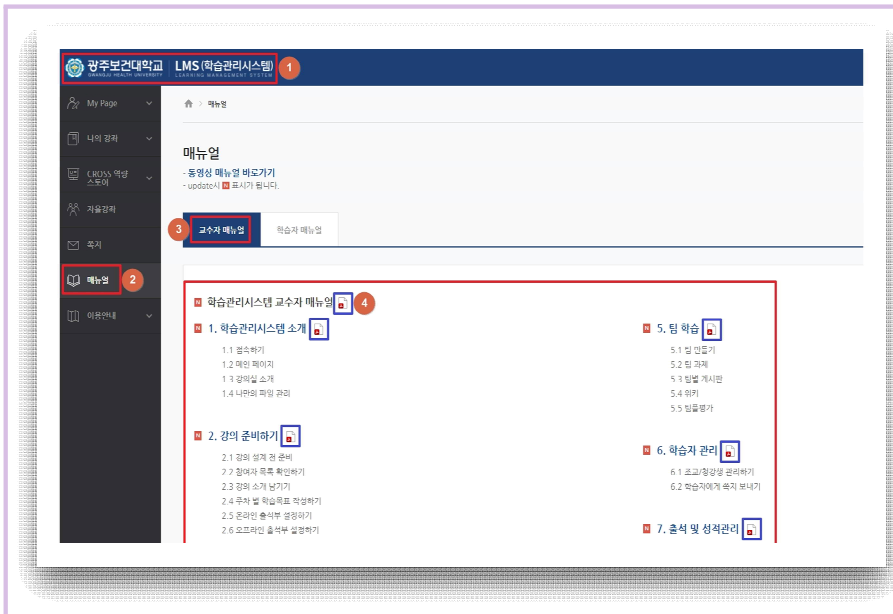 광주보건대학교 LMS(학습관리시스템) 1
GWANGJU HEALTH UNIVERSITY LEARNING MANAGEMENT SYSTEM
My Page
나의 강좌
CROSS 역량
스토어
자율강좌
쪽지
매뉴얼 2
이용안내
> 매뉴얼
매뉴얼
- 동영상 매뉴얼 바로가기
- update시 N 표시가 됩니다.
3 교수자 매뉴얼 학습자 매뉴얼
N 학습관리시스템 교수자 매뉴얼 4
N 1. 학습관리시스템 소개
1.1 접속하기
1.2 메인 페이지
1.3 강의실 소개
1.4 나만의 파일 관리
N 2. 강의 준비하기
2.1 강의 설계 전 준비
2.2 참여자 목록 확인하기
2.3 강의 소개 남기기
2.4 주차 별 학습목표 작성하기
2.5 온라인 출석부 설정하기
2.6 오프라인 출석부 설정하기
N 5. 팀 학습
5.1 팀 만들기
5.2 팀 과제
5.3 팀별 게시판
5.4 위키
5.5 팀플평가
N 6. 학습자 관리
6.1 조교/청강생 관리하기
6.2 학습자에게 쪽지 보내기
N 7. 출석 및 성적관리